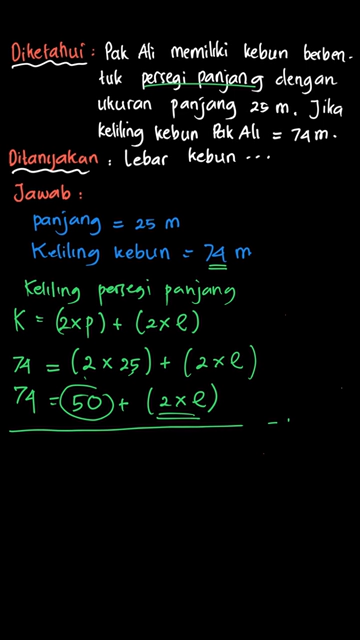 Diketahui : Pak Ali memiliki kebun berben-
tuk persegi panjang dengan
ukuran panjang 25 m. Jika
keliling kebun Pak Ali = 74 m.
Ditanyakan : Lebar kebun ...
Jawab :
panjang = 25 m
Keliling kebun = 74 m
Keliling persegi panjang
K = (2×p) + (2×l)
74 = (2 × 25) + (2×l)
74 = 50 + (2×l)